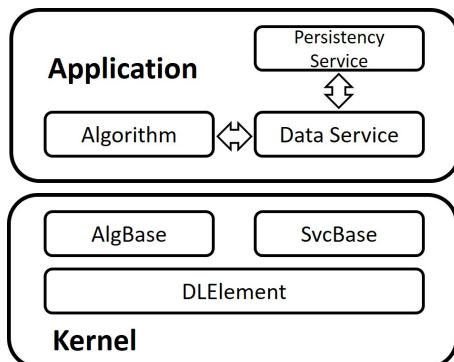 Persistency
Service
Application
Algorithm
Data Service
AlgBase
SvcBase
DLElement
Kernel